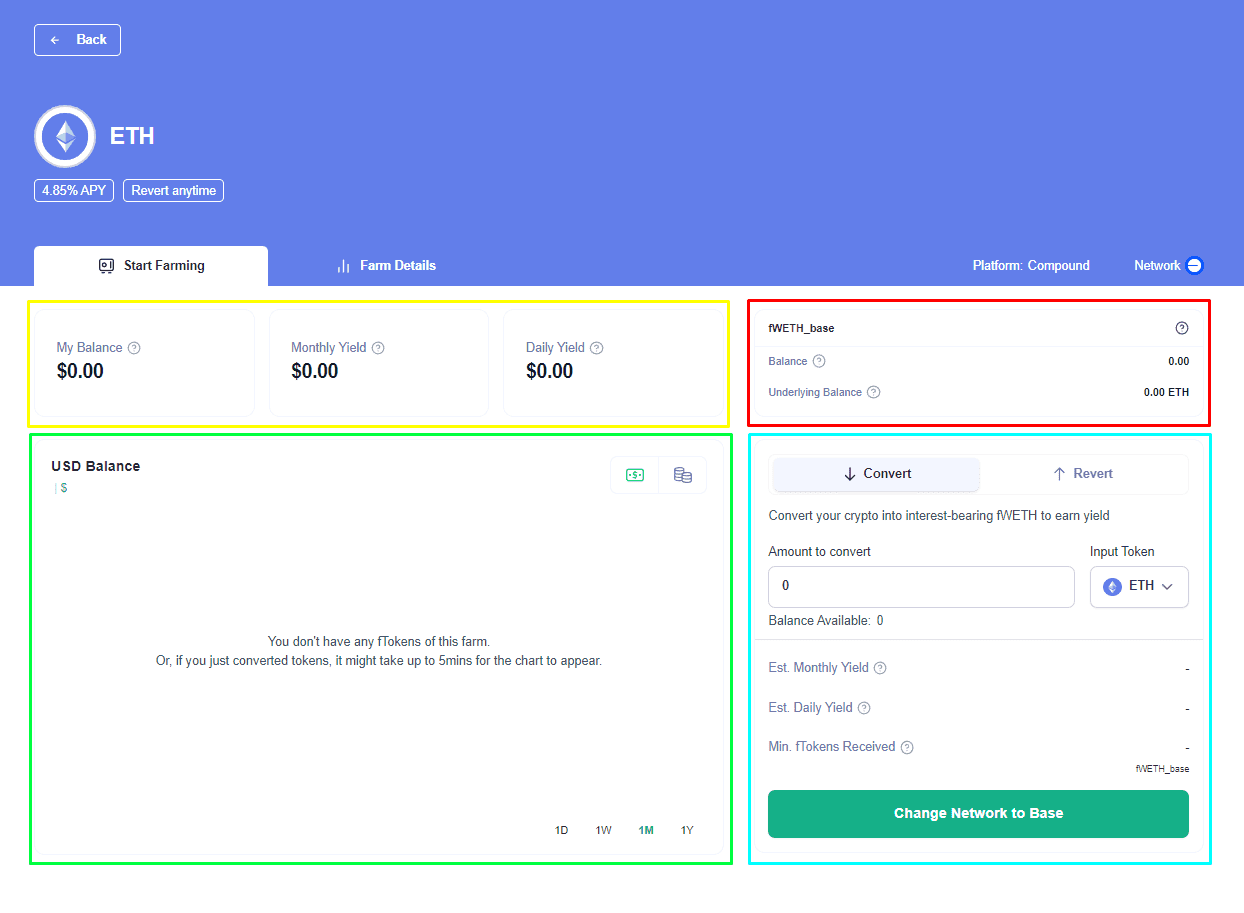 Back
ETH
4.85% APY
Revert anytime
Start Farming
Farm Details
Platform: Compound
Network
My Balance
$0.00
Monthly Yield
$0.00
Daily Yield
$0.00
fWETH_base
Balance
0.00
Underlying Balance
0.00 ETH
USD Balance
| $
You don't have any fTokens of this farm.
Or, if you just converted tokens, it might take up to 5mins for the chart to appear.
1D 1W 1M 1Y
Convert
Revert
Convert your crypto into interest-bearing fWETH to earn yield
Amount to convert
Input Token
0
ETH
Balance Available: 0
Est. Monthly Yield
-
Est. Daily Yield
-
Min. fTokens Received
-
fWETH_base
Change Network to Base